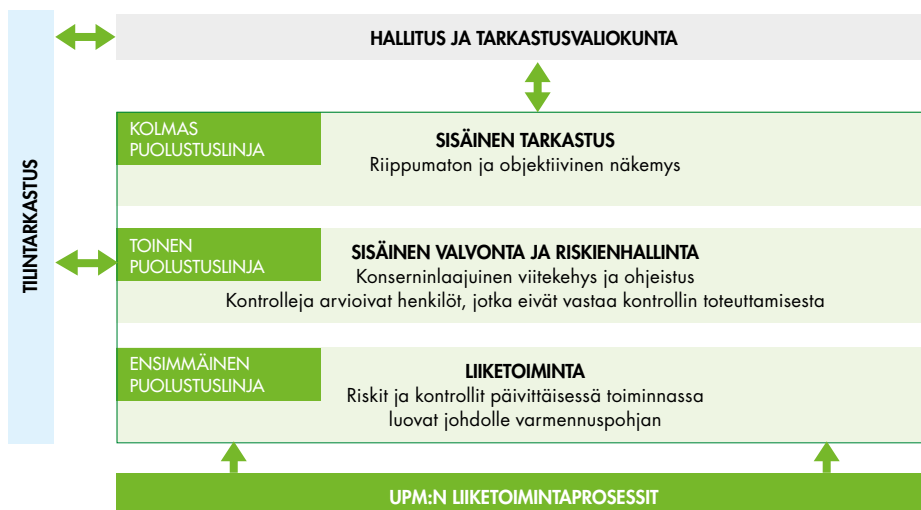 HALLITUS JA TARKASTUSVALIOKUNTA
TILINTARKASTUS
KOLMAS
PUOLUSTUSLINJA
SISÄINEN TARKASTUS
Riippumaton ja objektiivinen näkemys
TOINEN
PUOLUSTUSLINJA
SISÄINEN VALVONTA JA RISKIENHALLINTA
Konserninlaajuinen viitekehys ja ohjeistus
Kontrolleja arvioivat henkilöt, jotka eivät vastaa kontrollin toteuttamisesta
ENSIMMÄINEN
PUOLUSTUSLINJA
LIIKETOIMINTA
Riskit ja kontrollit päivittäisessä toiminnassa
luovat johdolle varmennuspohjan
UPM:N LIIKETOIMINTAPROSESSIT